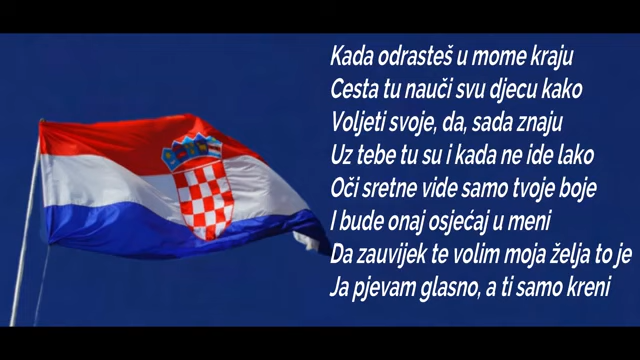 Kada odrasteš u mome kraju
Cesta tu nauči svu djecu kako
Voljeti svoje, da, sada znaju
Uz tebe tu su i kada ne ide lako
Oči sretne vide samo tvoje boje
I bude onaj osjećaj u meni
Da zauvijek te volim moja želja to je
Ja pjevam glasno, a ti samo kreni